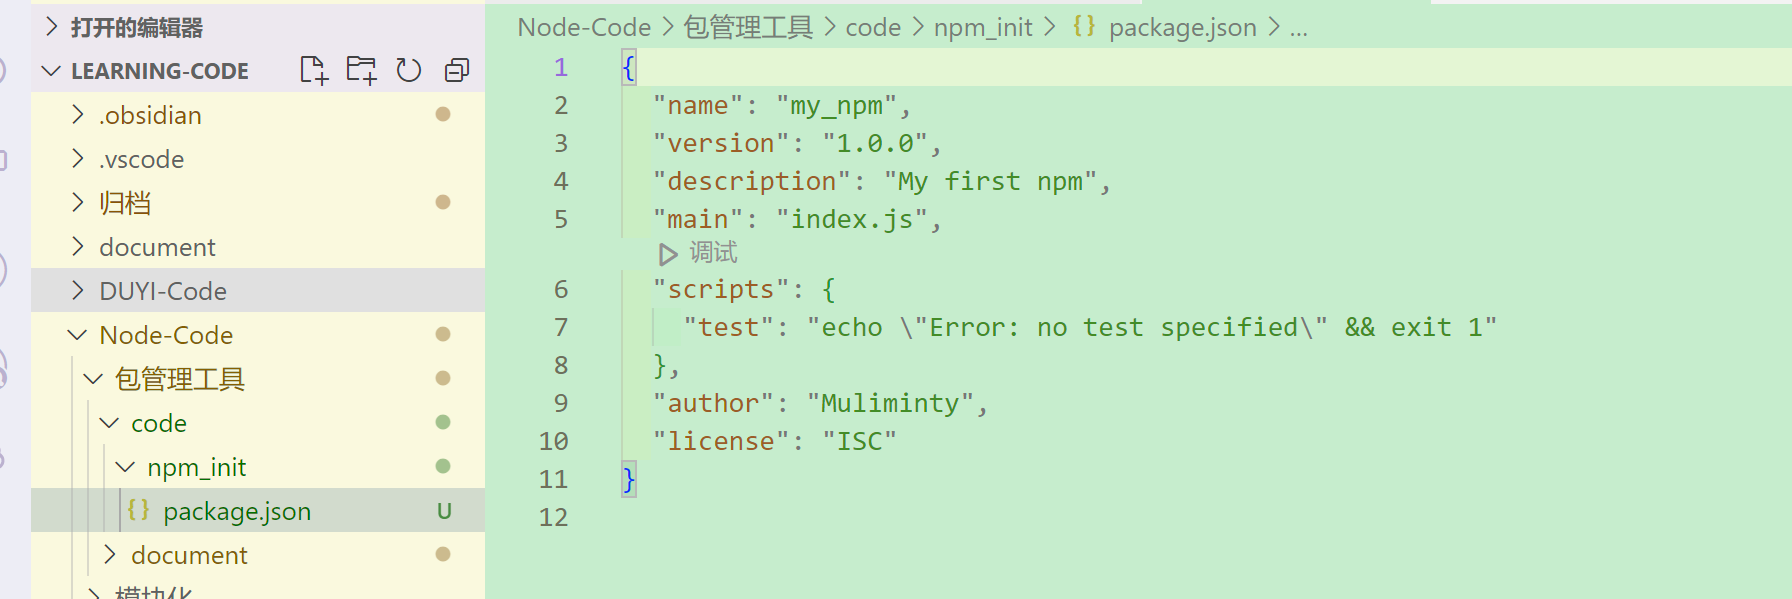 打开的编辑器
LEARNING-CODE
.obsidian
.vscode
归档
document
DUYI-Code
Node-Code
包管理工具
code
npm_init
{} package.json U
document
模块化
Node-Code > 包管理工具 > code > npm_init > {} package.json > ...
1 {
2 "name": "my_npm",
3 "version": "1.0.0",
4 "description": "My first npm",
5 "main": "index.js",
调试
6 "scripts": {
7 "test": "echo \"Error: no test specified\" && exit 1"
8 },
9 "author": "Muliminty",
10 "license": "ISC"
11 }
12